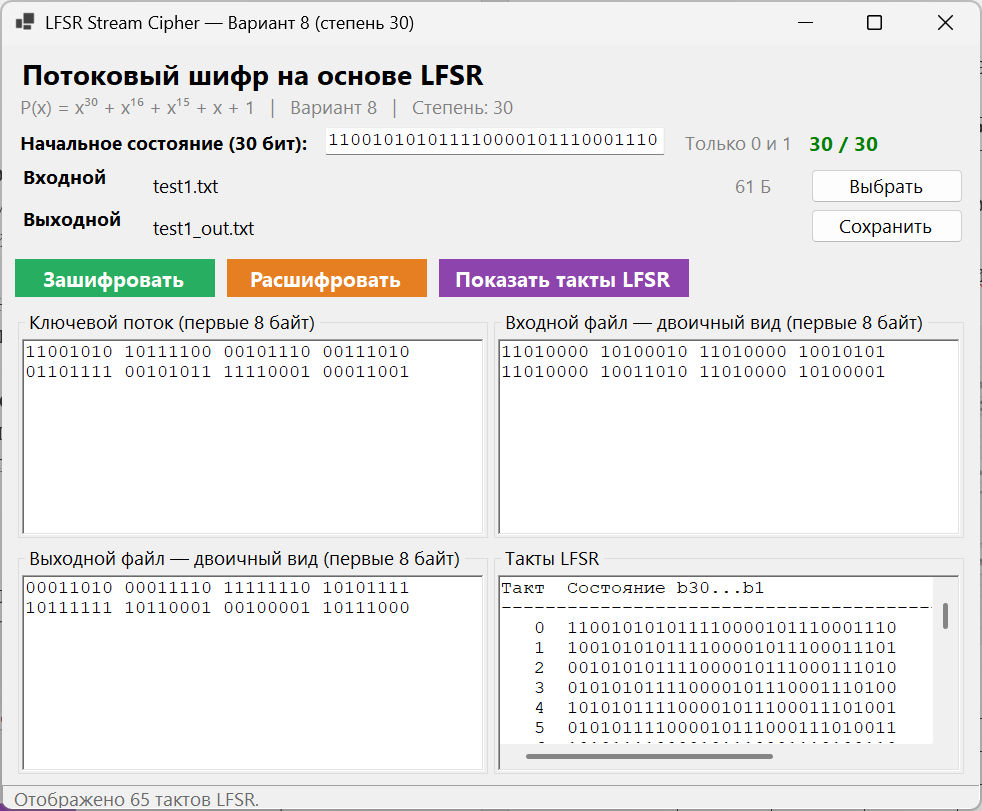 LFSR Stream Cipher — Вариант 8 (степень 30)
Потоковый шифр на основе LFSR
P(x) = x³⁰ + x¹⁶ + x¹⁵ + x + 1 | Вариант 8 | Степень: 30
Начальное состояние (30 бит): 110010101011110000101110001110 Только 0 и 1 30 / 30
Входной test1.txt 61 Б Выбрать
Выходной test1_out.txt Сохранить
Зашифровать Расшифровать Показать такты LFSR
Ключевой поток (первые 8 байт)
11001010 10111100 00101110 00111010
01101111 00101011 11110001 00011001
Входной файл — двоичный вид (первые 8 байт)
11010000 10100010 11010000 10010101
11010000 10011010 11010000 10100001
Выходной файл — двоичный вид (первые 8 байт)
00011010 00011110 11111110 10101111
10111111 10110001 00100001 10111000
Такты LFSR
Такт Состояние b30...b1
0 110010101011110000101110001110
1 100101010111100001011100011101
2 001010101111000010111000111010
3 010101011110000101110001110100
4 101010111100001011100011101001
5 010101111000010111000111010011
Отображено 65 тактов LFSR.